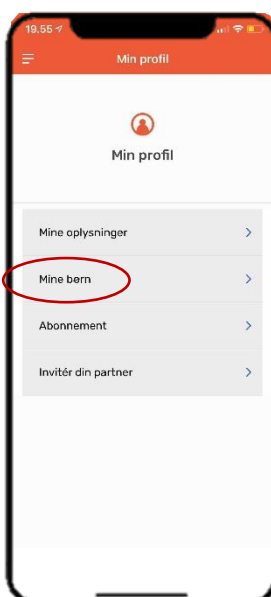 19.55
Min profil
Min profil
Mine oplysninger
Mine børn
Abonnement
Invitér din partner